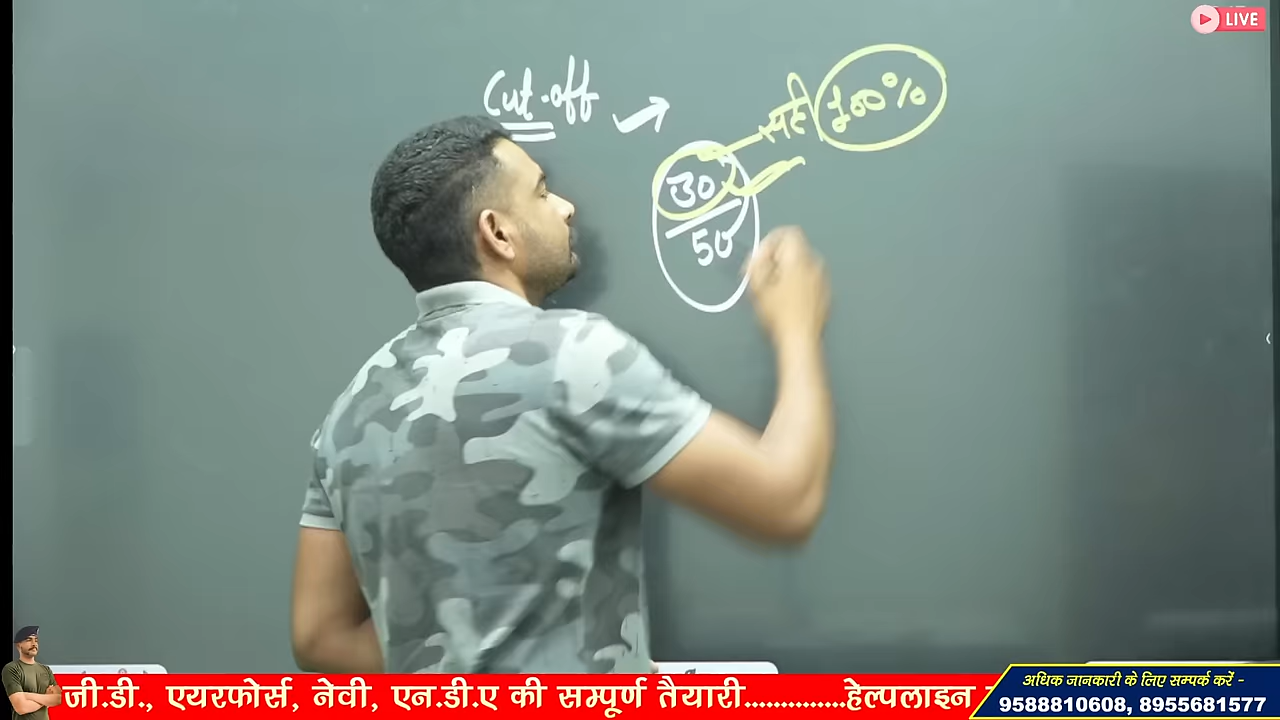 LIVE
Cut-off
सही 100%
30
50
जी.डी., एयरफोर्स, नेवी, एन.डी.ए की सम्पूर्ण तैयारी...............हेल्पलाइन
अधिक जानकारी के लिए सम्पर्क करें -
9588810608, 8955681577